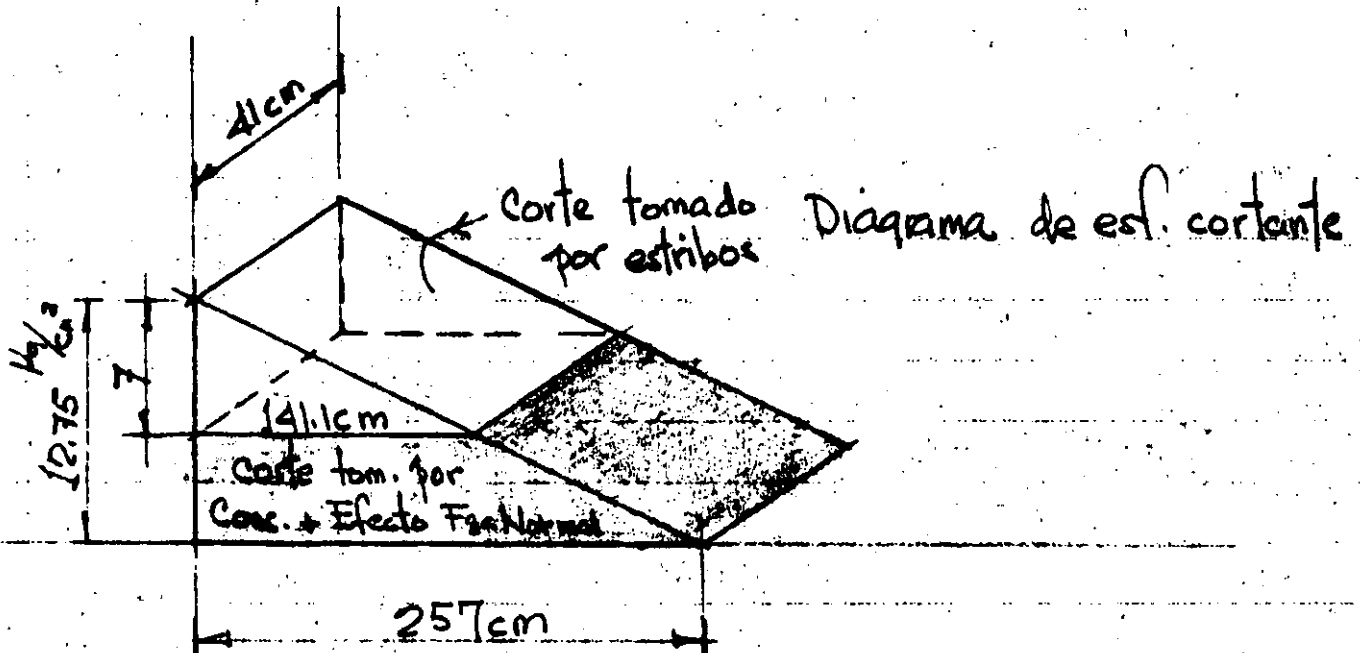 41cm
Corte tomado
por estribos
Diagrama de esf. cortante
12.75 Kg/cm²
7
141.1cm
Corte tom. por
Conc. + Efecto Fza Normal
257cm